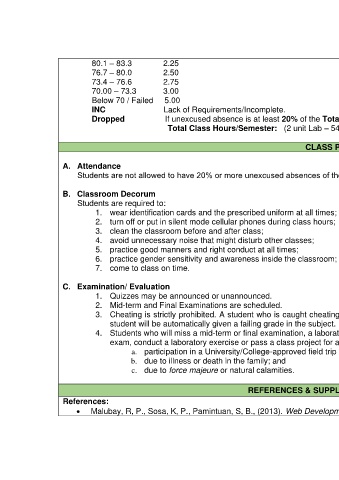 80.1 – 83.3 2.25
76.7 – 80.0 2.50
73.4 – 76.6 2.75
70.00 – 73.3 3.00
Below 70 / Failed 5.00
INC Lack of Requirements/Incomplete.
Dropped If unexcused absence is at least 20% of the Tota
Total Class Hours/Semester: (2 unit Lab – 54
CLASS P
A. Attendance
Students are not allowed to have 20% or more unexcused absences of the
B. Classroom Decorum
Students are required to:
1. wear identification cards and the prescribed uniform at all times;
2. turn off or put in silent mode cellular phones during class hours;
3. clean the classroom before and after class;
4. avoid unnecessary noise that might disturb other classes;
5. practice good manners and right conduct at all times;
6. practice gender sensitivity and awareness inside the classroom;
7. come to class on time.
C. Examination/ Evaluation
1. Quizzes may be announced or unannounced.
2. Mid-term and Final Examinations are scheduled.
3. Cheating is strictly prohibited. A student who is caught cheating
student will be automatically given a failing grade in the subject.
4. Students who will miss a mid-term or final examination, a laborat
exam, conduct a laboratory exercise or pass a class project for a
a. participation in a University/College-approved field trip
b. due to illness or death in the family; and
c. due to force majeure or natural calamities.
REFERENCES & SUPPL
References:
• Malubay, R. P., Sosa, K, P., Pamintuan, S, B., (2013). Web Developm